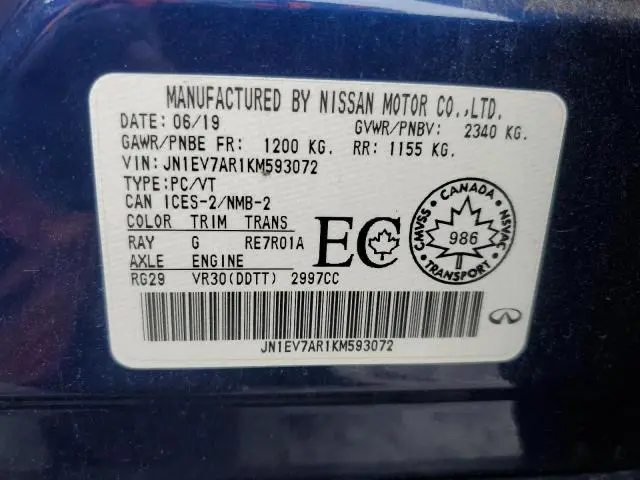 MANUFACTURED BY NISSAN MOTOR CO.,LTD.
DATE: 06/19 GVWR/PNBV: 2340 KG.
GAWR/PNBE FR: 1200 KG. RR: 1155 KG.
VIN: JN1EV7AR1KM593072
TYPE:PC/VT
CAN ICES-2/NMB-2
COLOR TRIM TRANS
RAY G RE7R01A
AXLE ENGINE
RG29 VR30(DDTT) 2997CC
EC
CANADA
CMVSS
NSVAC
986
TRANSPORT
JN1EV7AR1KM593072